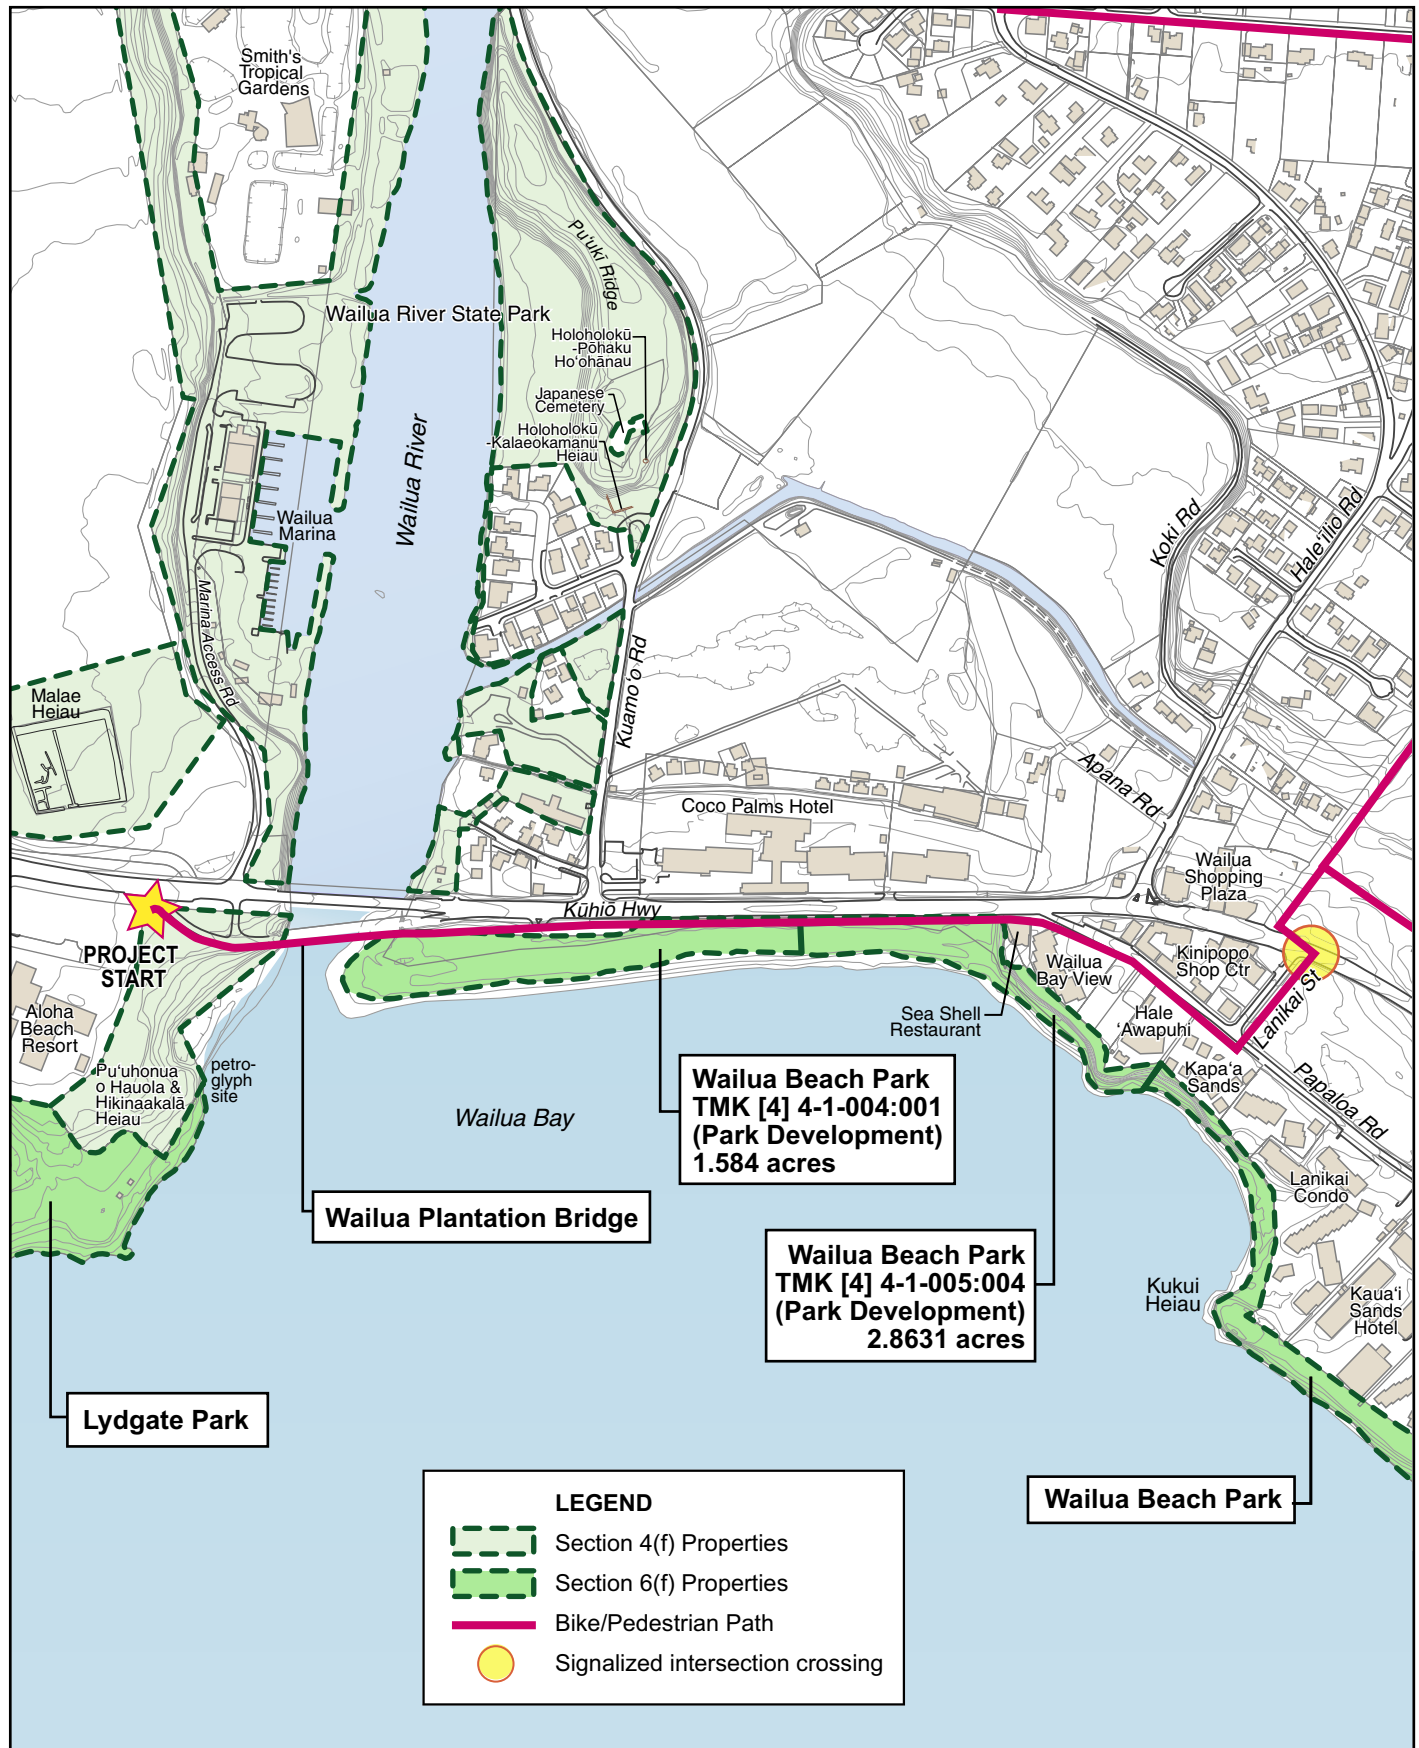 Smith's
Tropical
Gardens
Pu'uki Ridge
Wailua River State Park
Holoholokū
-Pōhaku
Ho'ohānau
Japanese
Cemetery
Holoholokū
-Kalaeokamanu
Heiau
Wailua River
Wailua
Marina
Koki Rd
Hale'ilio Rd
Marina Access Rd
Kuamo'o Rd
Malae
Heiau
Apana Rd
Coco Palms Hotel
Wailua
Shopping
Plaza
Kūhiō Hwy
PROJECT
START
Kinipopo
Shop Ctr
Wailua
Bay View
Lanikai St
Aloha
Beach
Resort
Sea Shell
Restaurant
Hale
'Awapuhi
Pu'uhonua
o Hauola &
Hikinaakalā
Heiau
petro-
glyph
site
Kapa'a
Sands
Papaloa Rd
Wailua Bay
Wailua Beach Park
TMK [4] 4-1-004:001
(Park Development)
1.584 acres
Lanikai
Condo
Wailua Plantation Bridge
Wailua Beach Park
TMK [4] 4-1-005:004
(Park Development)
2.8631 acres
Kukui
Heiau
Kaua'i
Sands
Hotel
Lydgate Park
Wailua Beach Park
LEGEND
Section 4(f) Properties
Section 6(f) Properties
Bike/Pedestrian Path
Signalized intersection crossing